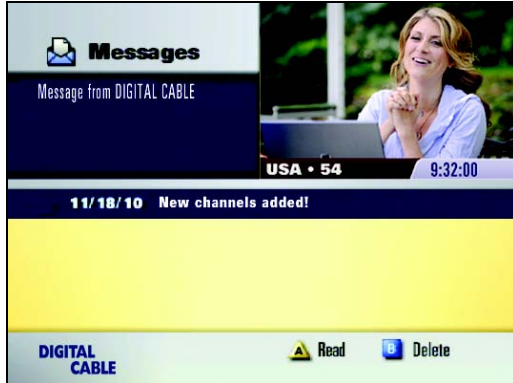 Messages
Message from DIGITAL CABLE
USA • 54 9:32:00
11/18/10 New channels added!
DIGITAL
CABLE
A Read B Delete